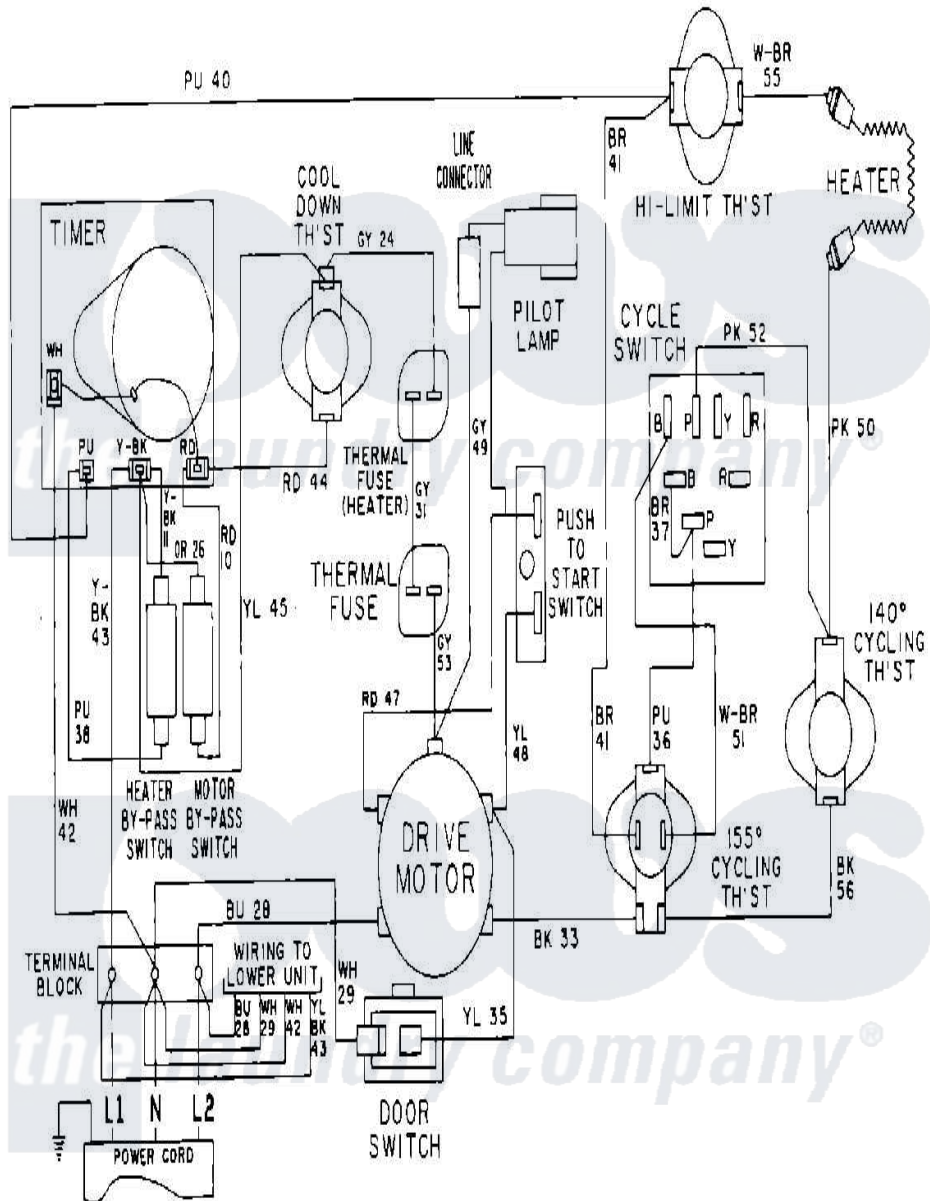 PU 40
W-BR
55
BR
41
LINE
CONNECTOR
HEATER
HI-LIMIT TH'ST
COOL
DOWN
TH'ST
GY 24
TIMER
PILOT
LAMP
CYCLE
SWITCH
PK 52
WH
B
P
Y
R
PK 50
GY
49
PU
Y-BK
RD
the laundry company®
RD 44
THERMAL
FUSE
(HEATER)
GY
31
B
R
BR
37
P
Y
PUSH
TO
START
SWITCH
Y-
BK
11
OR 26
RD
10
THERMAL
FUSE
Y-
BK
43
YL 45
GY
53
140°
CYCLING
TH'ST
RD 47
PU
38
BR
41
PU
36
W-BR
51
YL
48
HEATER
BY-PASS
SWITCH
MOTOR
BY-PASS
SWITCH
WH
42
DRIVE
MOTOR
155°
CYCLING
TH'ST
BK
56
BU 28
BK 33
TERMINAL
BLOCK
WIRING TO
LOWER UNIT
WH
29
BU
28
WH
29
WH
42
YL
BK
43
YL 35
the laundry company®
L1 N L2
DOOR
SWITCH
POWER CORD